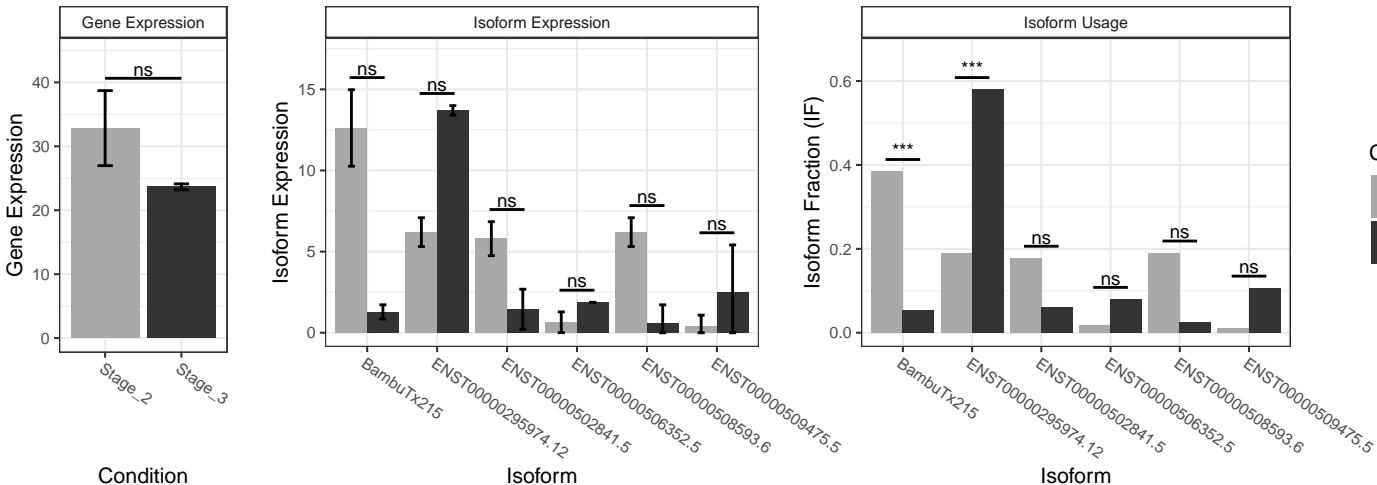 Gene Expression
Gene Expression
40
30
20
10
0
ns
Stage_2
Stage_3
Condition
Isoform Expression
Isoform Expression
15
10
5
0
ns
ns
ns
ns
ns
ns
BambuTx215
ENST00000295974.12
ENST00000502841.5
ENST00000506352.5
ENST00000508593.6
ENST00000509475.5
Isoform
Isoform Usage
Isoform Fraction (IF)
0.6
0.4
0.2
0.0
***
***
ns
ns
ns
ns
BambuTx215
ENST00000295974.12
ENST00000502841.5
ENST00000506352.5
ENST00000508593.6
ENST00000509475.5
Isoform